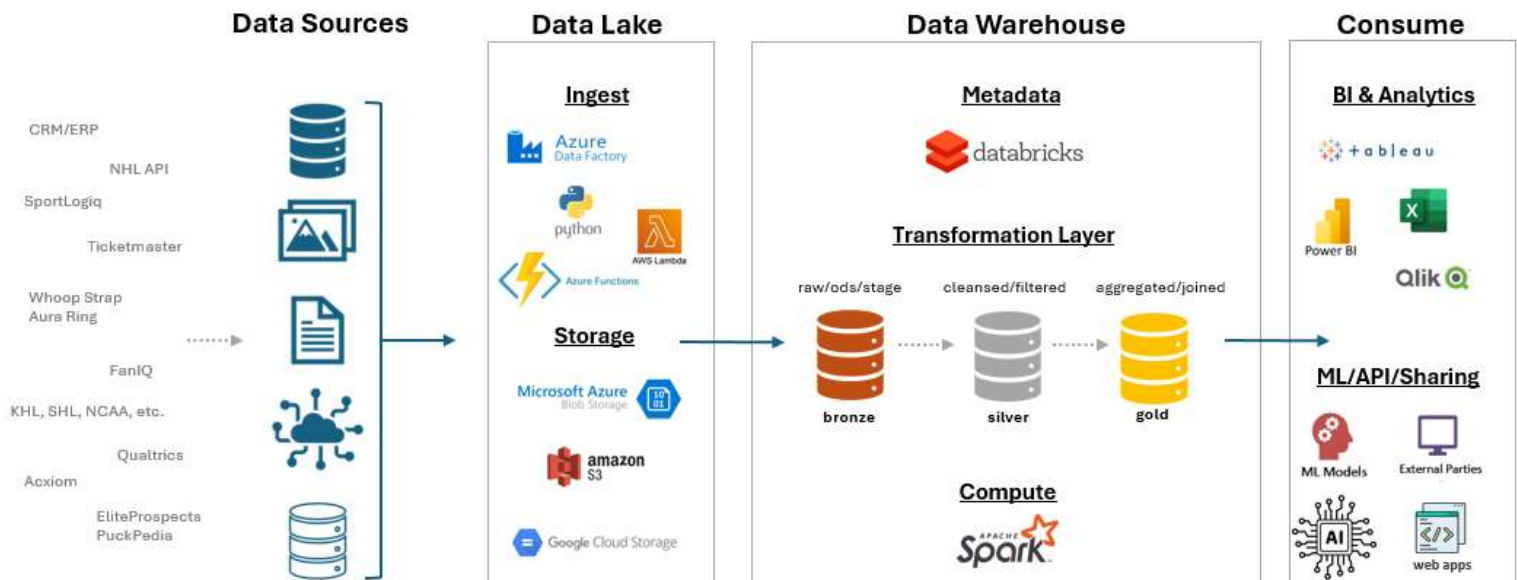 Data Sources
Data Lake
Data Warehouse
Consume
CRM/ERP
NHL API
SportLogiq
Ticketmaster
Whoop Strap
Aura Ring
FanIQ
KHL, SHL, NCAA, etc.
Qualtrics
Acxiom
EliteProspects
PuckPedia
Ingest
Azure
Data Factory
python
AWS Lambda
Azure Functions
Storage
Microsoft Azure
Blob Storage
10
01
amazon
S3
Google Cloud Storage
Metadata
databricks
Transformation Layer
raw/ods/stage
cleansed/filtered
aggregated/joined
bronze
silver
gold
Compute
APACHE
Spark
BI & Analytics
+ableau
Power BI
X
Qlik
ML/API/Sharing
ML Models
External Parties
AI
</>
web apps